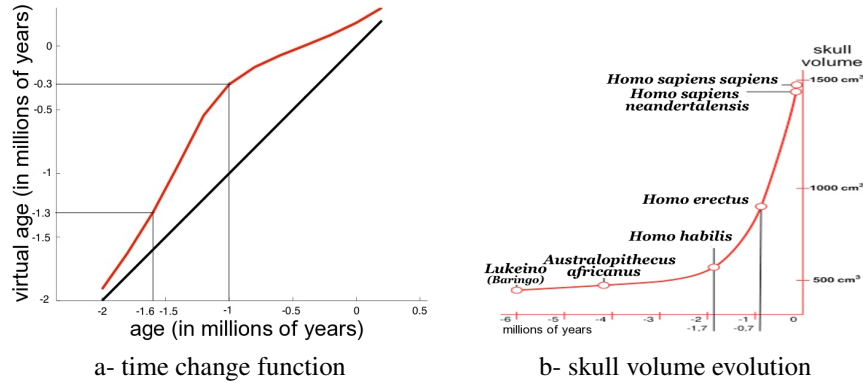 virtual age (in millions of years)
0
-0.3
-0.5
-1
-1.3
-1.5
-2
-2
-1.6
-1.5
-1
-0.5
0
0.5
age (in millions of years)
a- time change function
skull
volume
1500 cm³
1000 cm³
500 cm³
Homo sapiens sapiens
Homo sapiens
neandertalensis
Homo erectus
Homo habilis
Australopithecus
africanus
Lukeino
(Baringo)
-6 -5 -4 -3 -2 -1 0
millions of years
-1,7
-0,7
b- skull volume evolution